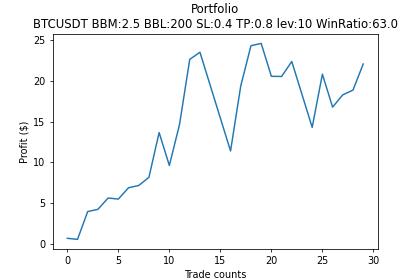 Portfolio
BTCUSDT BBM:2.5 BBL:200 SL:0.4 TP:0.8 lev:10 WinRatio:63.0
25
20
15
10
5
0
Profit ($)
0 5 10 15 20 25 30
Trade counts